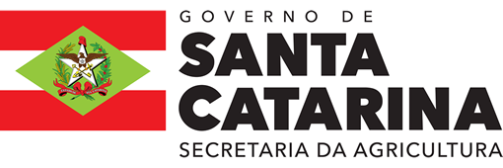 GOVERNO DE
SANTA
CATARINA
SECRETARIA DA AGRICULTURA